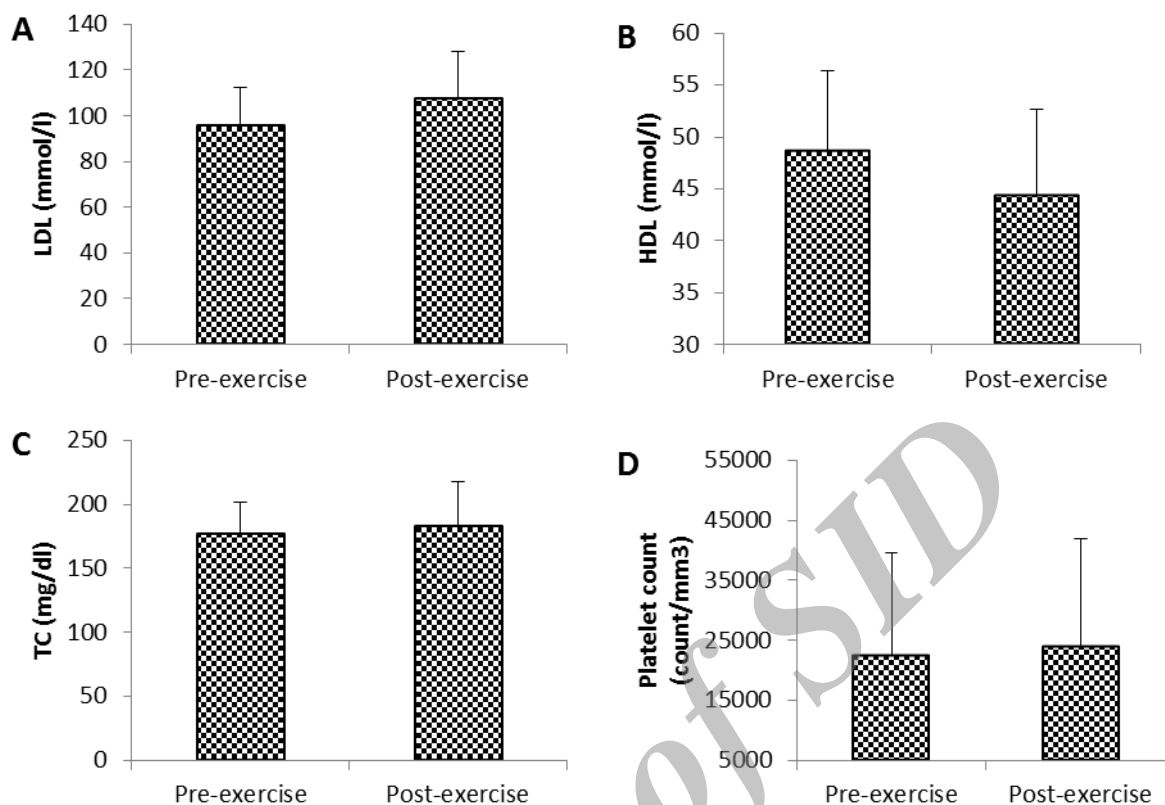 A
LDL (mmol/l)
140
120
100
80
60
40
20
0
Pre-exercise
Post-exercise
B
HDL (mmol/l)
60
55
50
45
40
35
30
Pre-exercise
Post-exercise
C
TC (mg/dl)
250
200
150
100
50
0
Pre-exercise
Post-exercise
D
Platelet count
(count/mm3)
55000
45000
35000
25000
15000
5000
Pre-exercise
Post-exercise
of SID